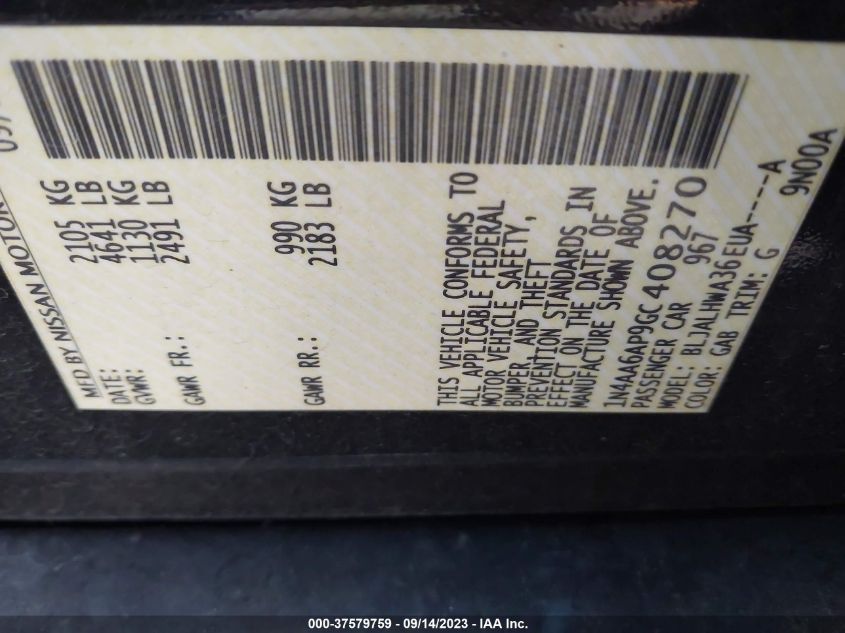 MFD BY NISSAN MOTOR
DATE: 09/
GVWR: 2105 KG
4641 LB
GAWR FR.: 1130 KG
2491 LB
GAWR RR.: 990 KG
2183 LB
THIS VEHICLE CONFORMS TO
ALL APPLICABLE FEDERAL
MOTOR VEHICLE SAFETY,
BUMPER, AND THEFT
PREVENTION STANDARDS IN
EFFECT ON THE DATE OF
MANUFACTURE SHOWN ABOVE.
1N4AA6AP9GC408270
PASSENGER CAR 967
MODEL: BLJALHWA36EUA-----A
COLOR: GAB TRIM: G 9N00A
000-37579759 - 09/14/2023 - IAA Inc.